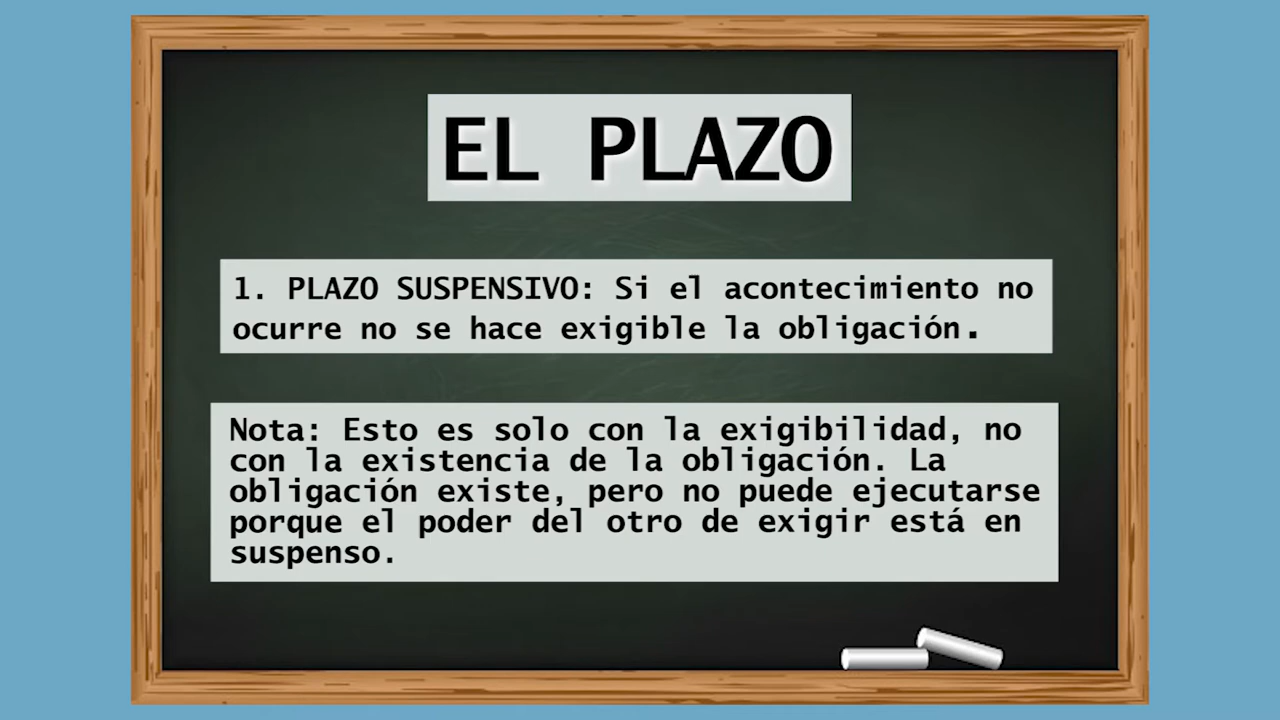 EL PLAZO
1. PLAZO SUSPENSIVO: Si el acontecimiento no
ocurre no se hace exigible la obligación.
Nota: Esto es solo con la exigibilidad, no
con la existencia de la obligación. La
obligación existe, pero no puede ejecutarse
porque el poder del otro de exigir está en
suspenso.